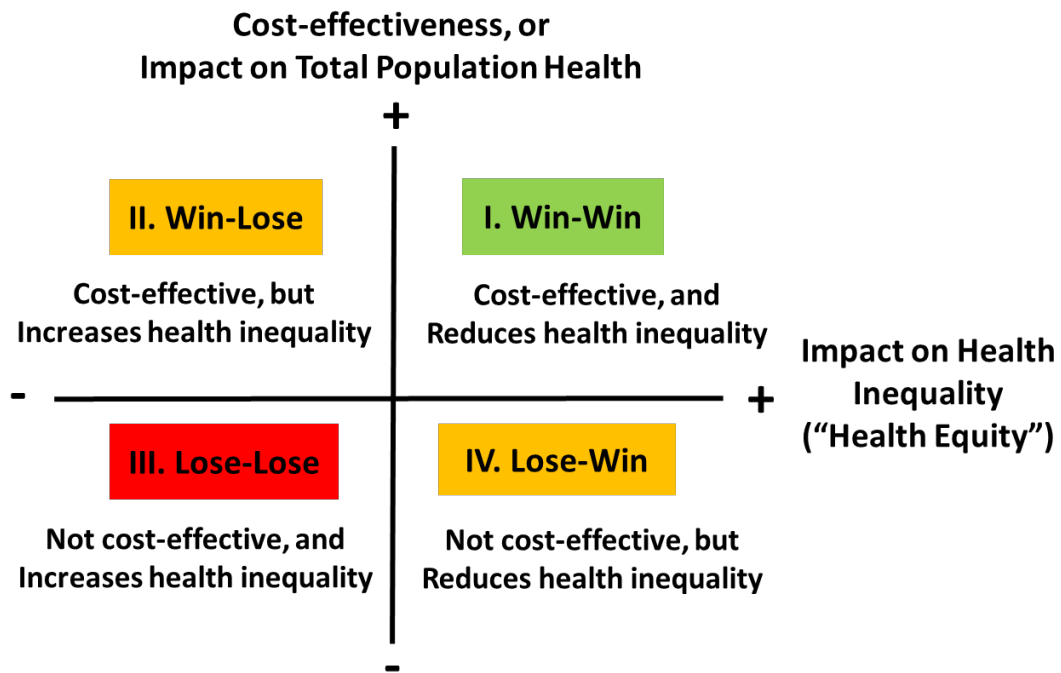 Cost-effectiveness, or
Impact on Total Population Health
+
II. Win-Lose
Cost-effective, but
Increases health inequality
I. Win-Win
Cost-effective, and
Reduces health inequality
-
+
Impact on Health
Inequality
(“Health Equity”)
III. Lose-Lose
Not cost-effective, and
Increases health inequality
IV. Lose-Win
Not cost-effective, but
Reduces health inequality
-